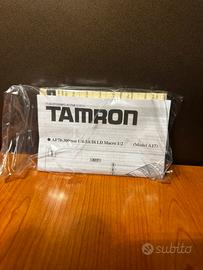 TAMRON
AF70-300mm F/4-5.6 Di LD Macro 1:2 (Model A17)
subito